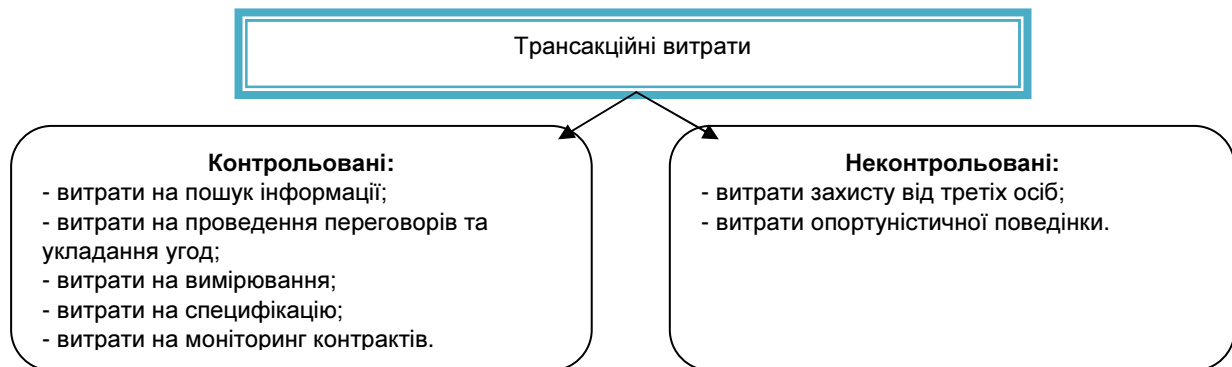 Трансакційні витрати
Контрольовані:
- витрати на пошук інформації;
- витрати на проведення переговорів та
укладання угод;
- витрати на вимірювання;
- витрати на специфікацію;
- витрати на моніторинг контрактів.
Неконтрольовані:
- витрати захисту від третіх осіб;
- витрати опортуністичної поведінки.